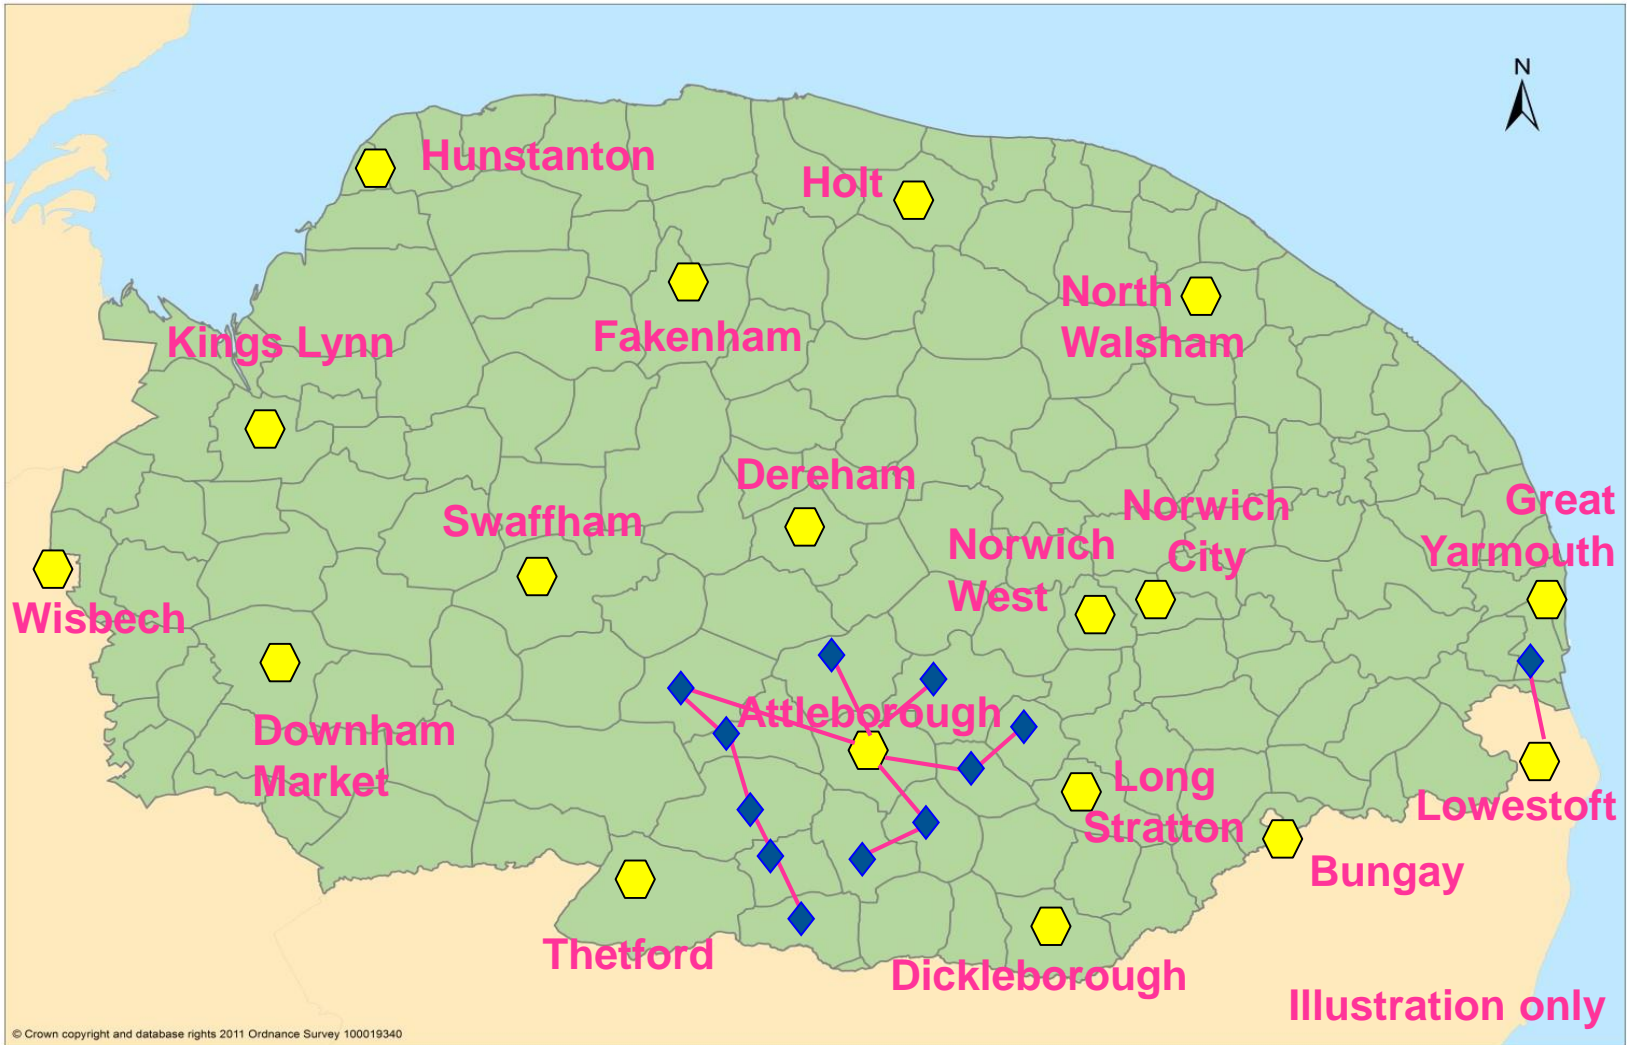 N
Hunstanton
Holt
North
Walsham
Kings Lynn
Fakenham
Dereham
Swaffham
Norwich
City
Great
Yarmouth
Norwich
West
Wisbech
Attleborough
Downham
Market
Long
Stratton
Lowestoft
Bungay
Thetford
Dickleborough
Illustration only
© Crown copyright and database rights 2011 Ordnance Survey 100019340